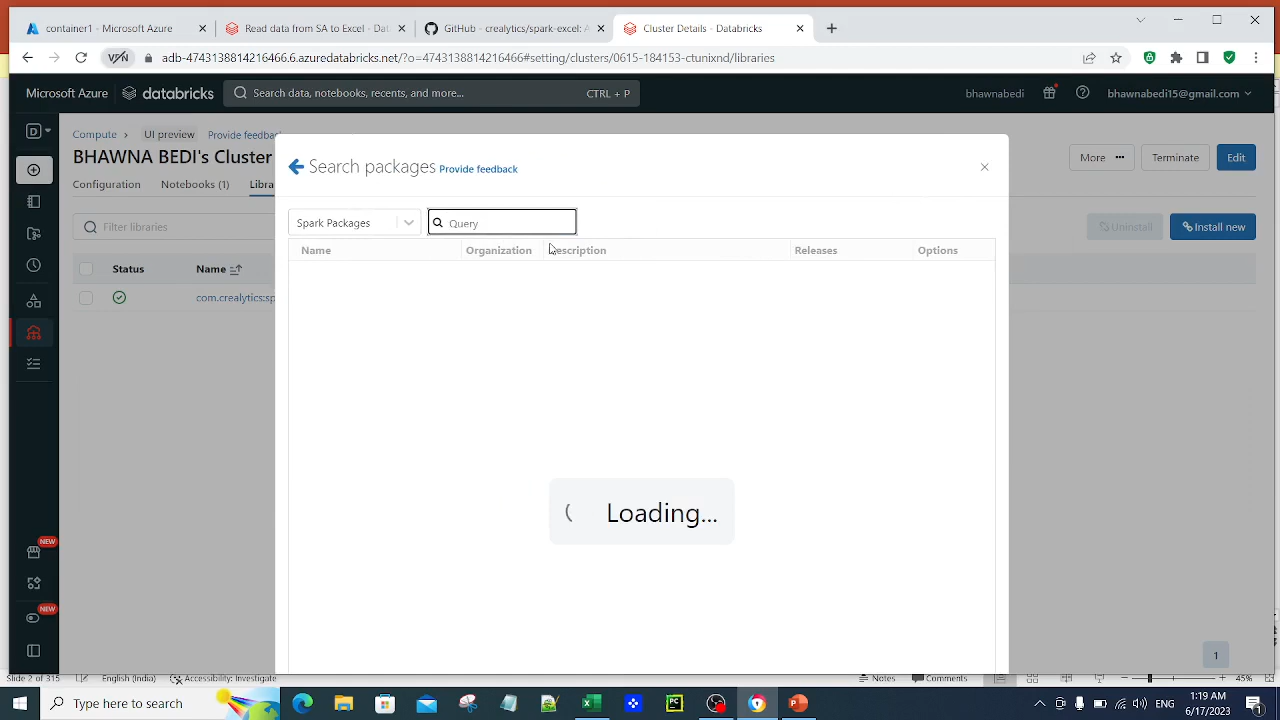 container1 - Microsoft Azure
Read data from SA to Excel - Dat
GitHub - crealytics/spark-excel: A
Cluster Details - Databricks
adb-4743138814216466.6.azuredatabricks.net/?o=4743138814216466#setting/clusters/0615-184153-ctunixnd/libraries
Microsoft Azure
databricks
Search data, notebooks, recents, and more...
CTRL + P
bhawnabedi
bhawnabedi15@gmail.com
D
Compute
UI preview
Provide feedback
BHAWNA BEDI's Cluster
More
Terminate
Edit
Configuration
Notebooks (1)
Libra
Filter libraries
Uninstall
Install new
Status
Name
com.crealytics:sp
Search packages
Provide feedback
Spark Packages
Query
Name
Organization
Description
Releases
Options
Loading...
NEW
NEW
1
Slide 2 of 315
English (India)
Accessibility: Investigate
Notes
Comments
45%
Type here to search
ENG
1:19 AM
6/17/2023